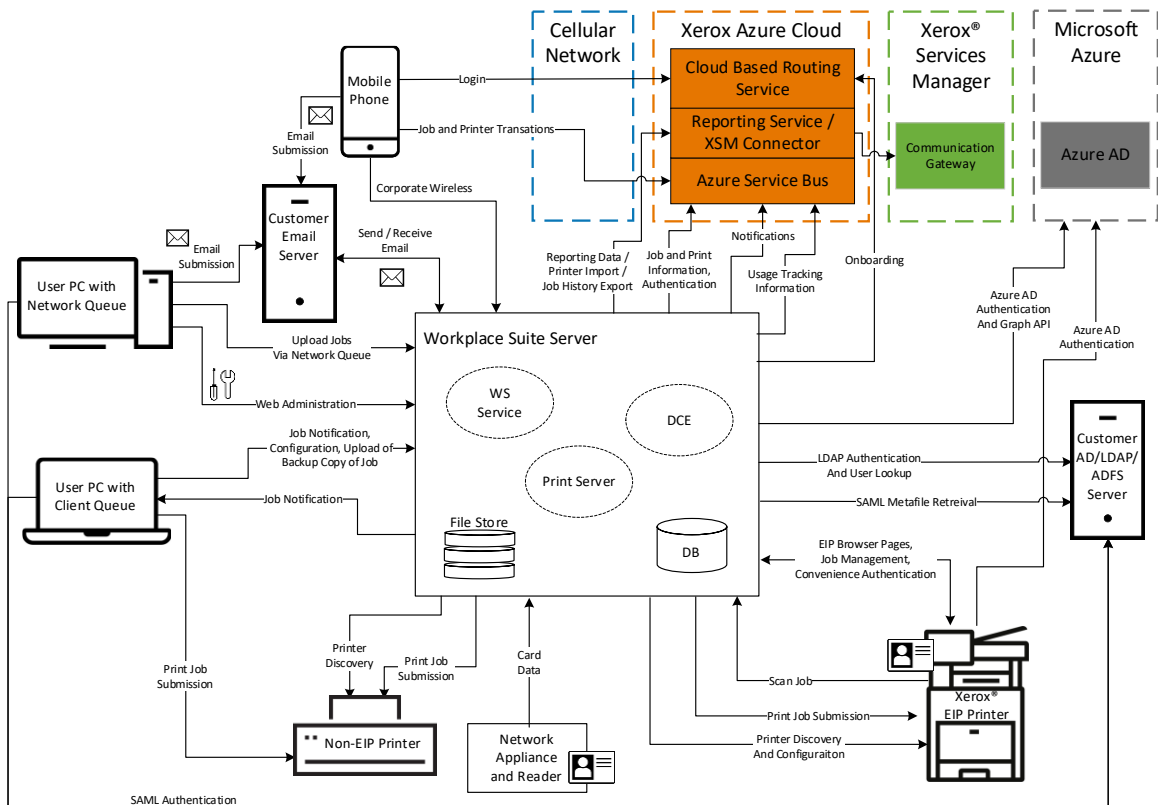 Cellular
Network
Xerox Azure Cloud
Xerox®
Services
Manager
Microsoft
Azure
Mobile
Phone
Login
Cloud Based Routing
Service
Reporting Service /
XSM Connector
Azure Service Bus
Communication
Gateway
Azure AD
Job and Printer Transations
Email
Submission
Corporate Wireless
Customer
Email
Server
Send / Receive
Email
Email
Submission
User PC with
Network Queue
Reporting Data /
Printer Import /
Job History Export
Job and Print
Information,
Authentication
Notifications
Usage Tracking
Information
Onboarding
Azure AD
Authentication
And Graph API
Azure AD
Authentication
Upload Jobs
Via Network Queue
Web Administration
Workplace Suite Server
WS
Service
DCE
Print Server
File Store
DB
Job Notification,
Configuration, Upload of
Backup Copy of Job
User PC with
Client Queue
Job Notification
LDAP Authentication
And User Lookup
SAML Metafile Retreival
Customer
AD/LDAP/
ADFS
Server
EIP Browser Pages,
Job Management,
Convenience Authentication
Print Job
Submission
Printer
Discovery
Print Job
Submission
Card
Data
Scan Job
Print Job Submission
Printer Discovery
And Configuraiton
Xerox®
EIP Printer
Non-EIP Printer
Network
Appliance
and Reader
SAML Authentication